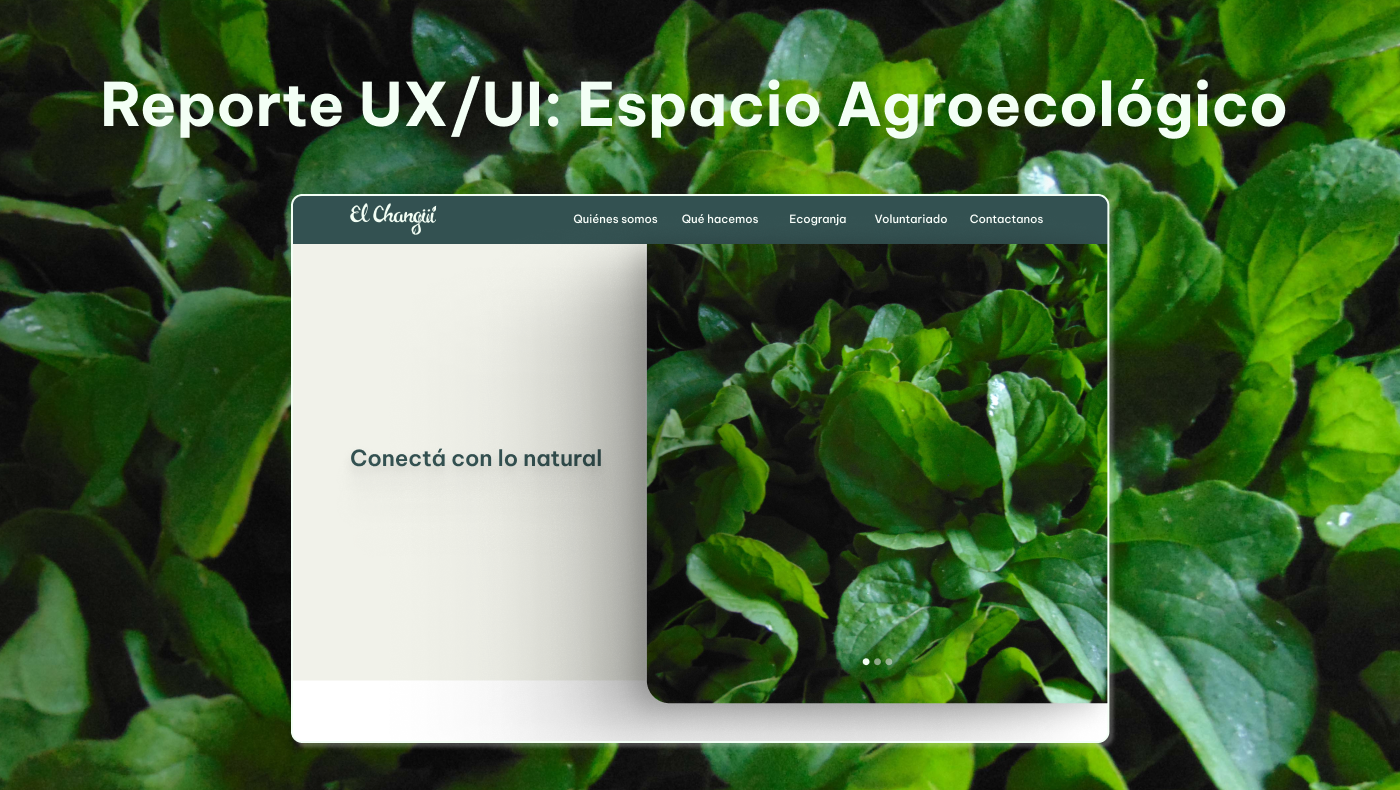 Reporte UX/UI: Espacio Agroecológico
El Changüí
Quiénes somos Qué hacemos Ecogranja Voluntariado Contactanos
Conectá con lo natural